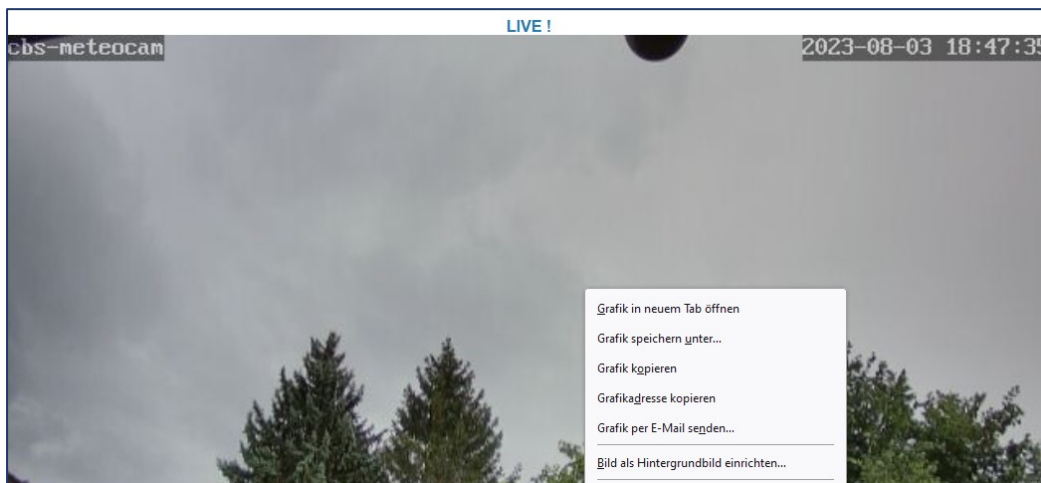 LIVE !
cbs-meteocam
2023-08-03 18:47:35
Grafik in neuem Tab öffnen
Grafik speichern unter...
Grafik kopieren
Grafikadresse kopieren
Grafik per E-Mail senden...
Bild als Hintergrundbild einrichten...